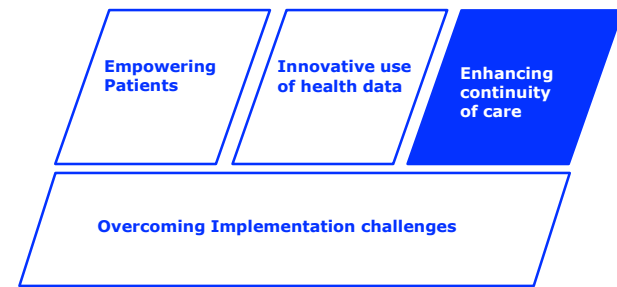 Empowering
Patients
Innovative use
of health data
Enhancing
continuity
of care
Overcoming Implementation challenges